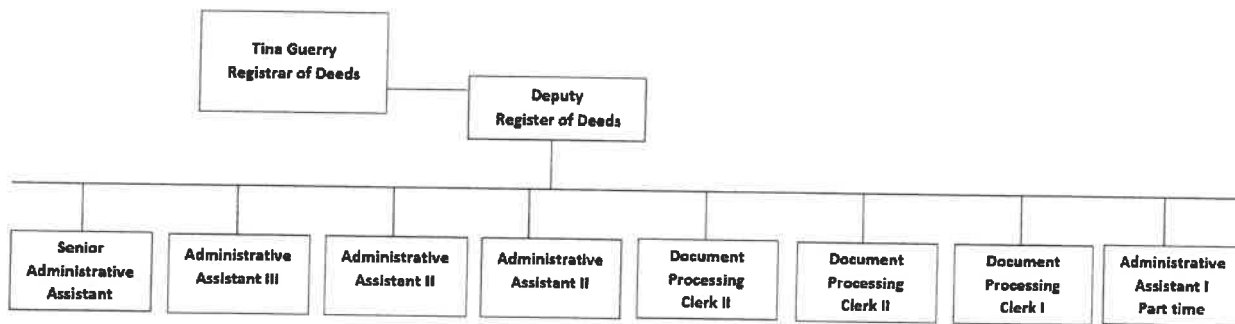 Tina Guerry
Registrar of Deeds
Deputy
Register of Deeds
Senior
Administrative
Assistant
Administrative
Assistant III
Administrative
Assistant II
Administrative
Assistant II
Document
Processing
Clerk II
Document
Processing
Clerk II
Document
Processing
Clerk I
Administrative
Assistant I
Part time